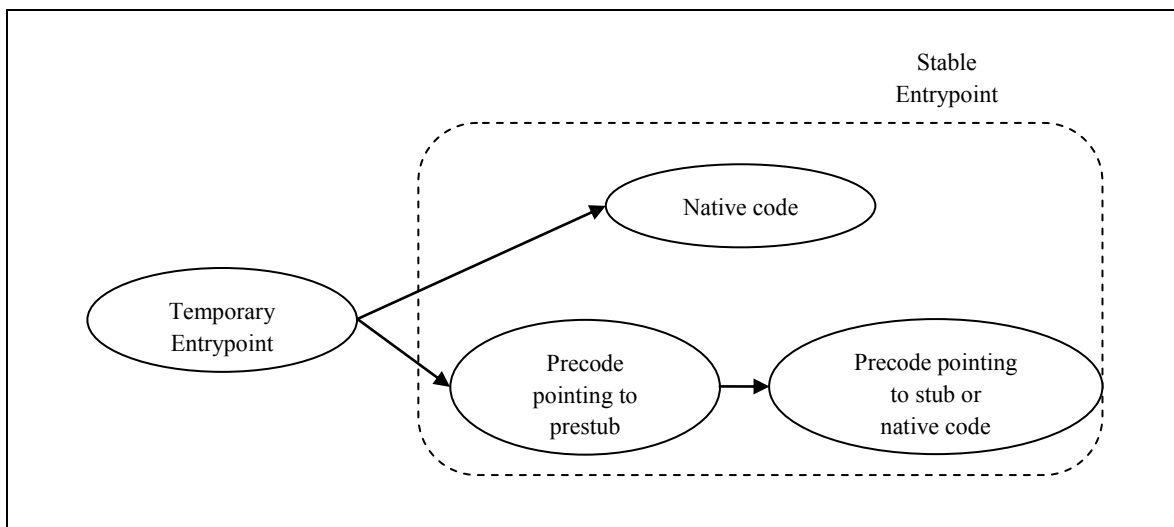 Stable
Entrypoint
Native code
Temporary
Entrypoint
Precode
pointing to
prestub
Precode pointing
to stub or
native code